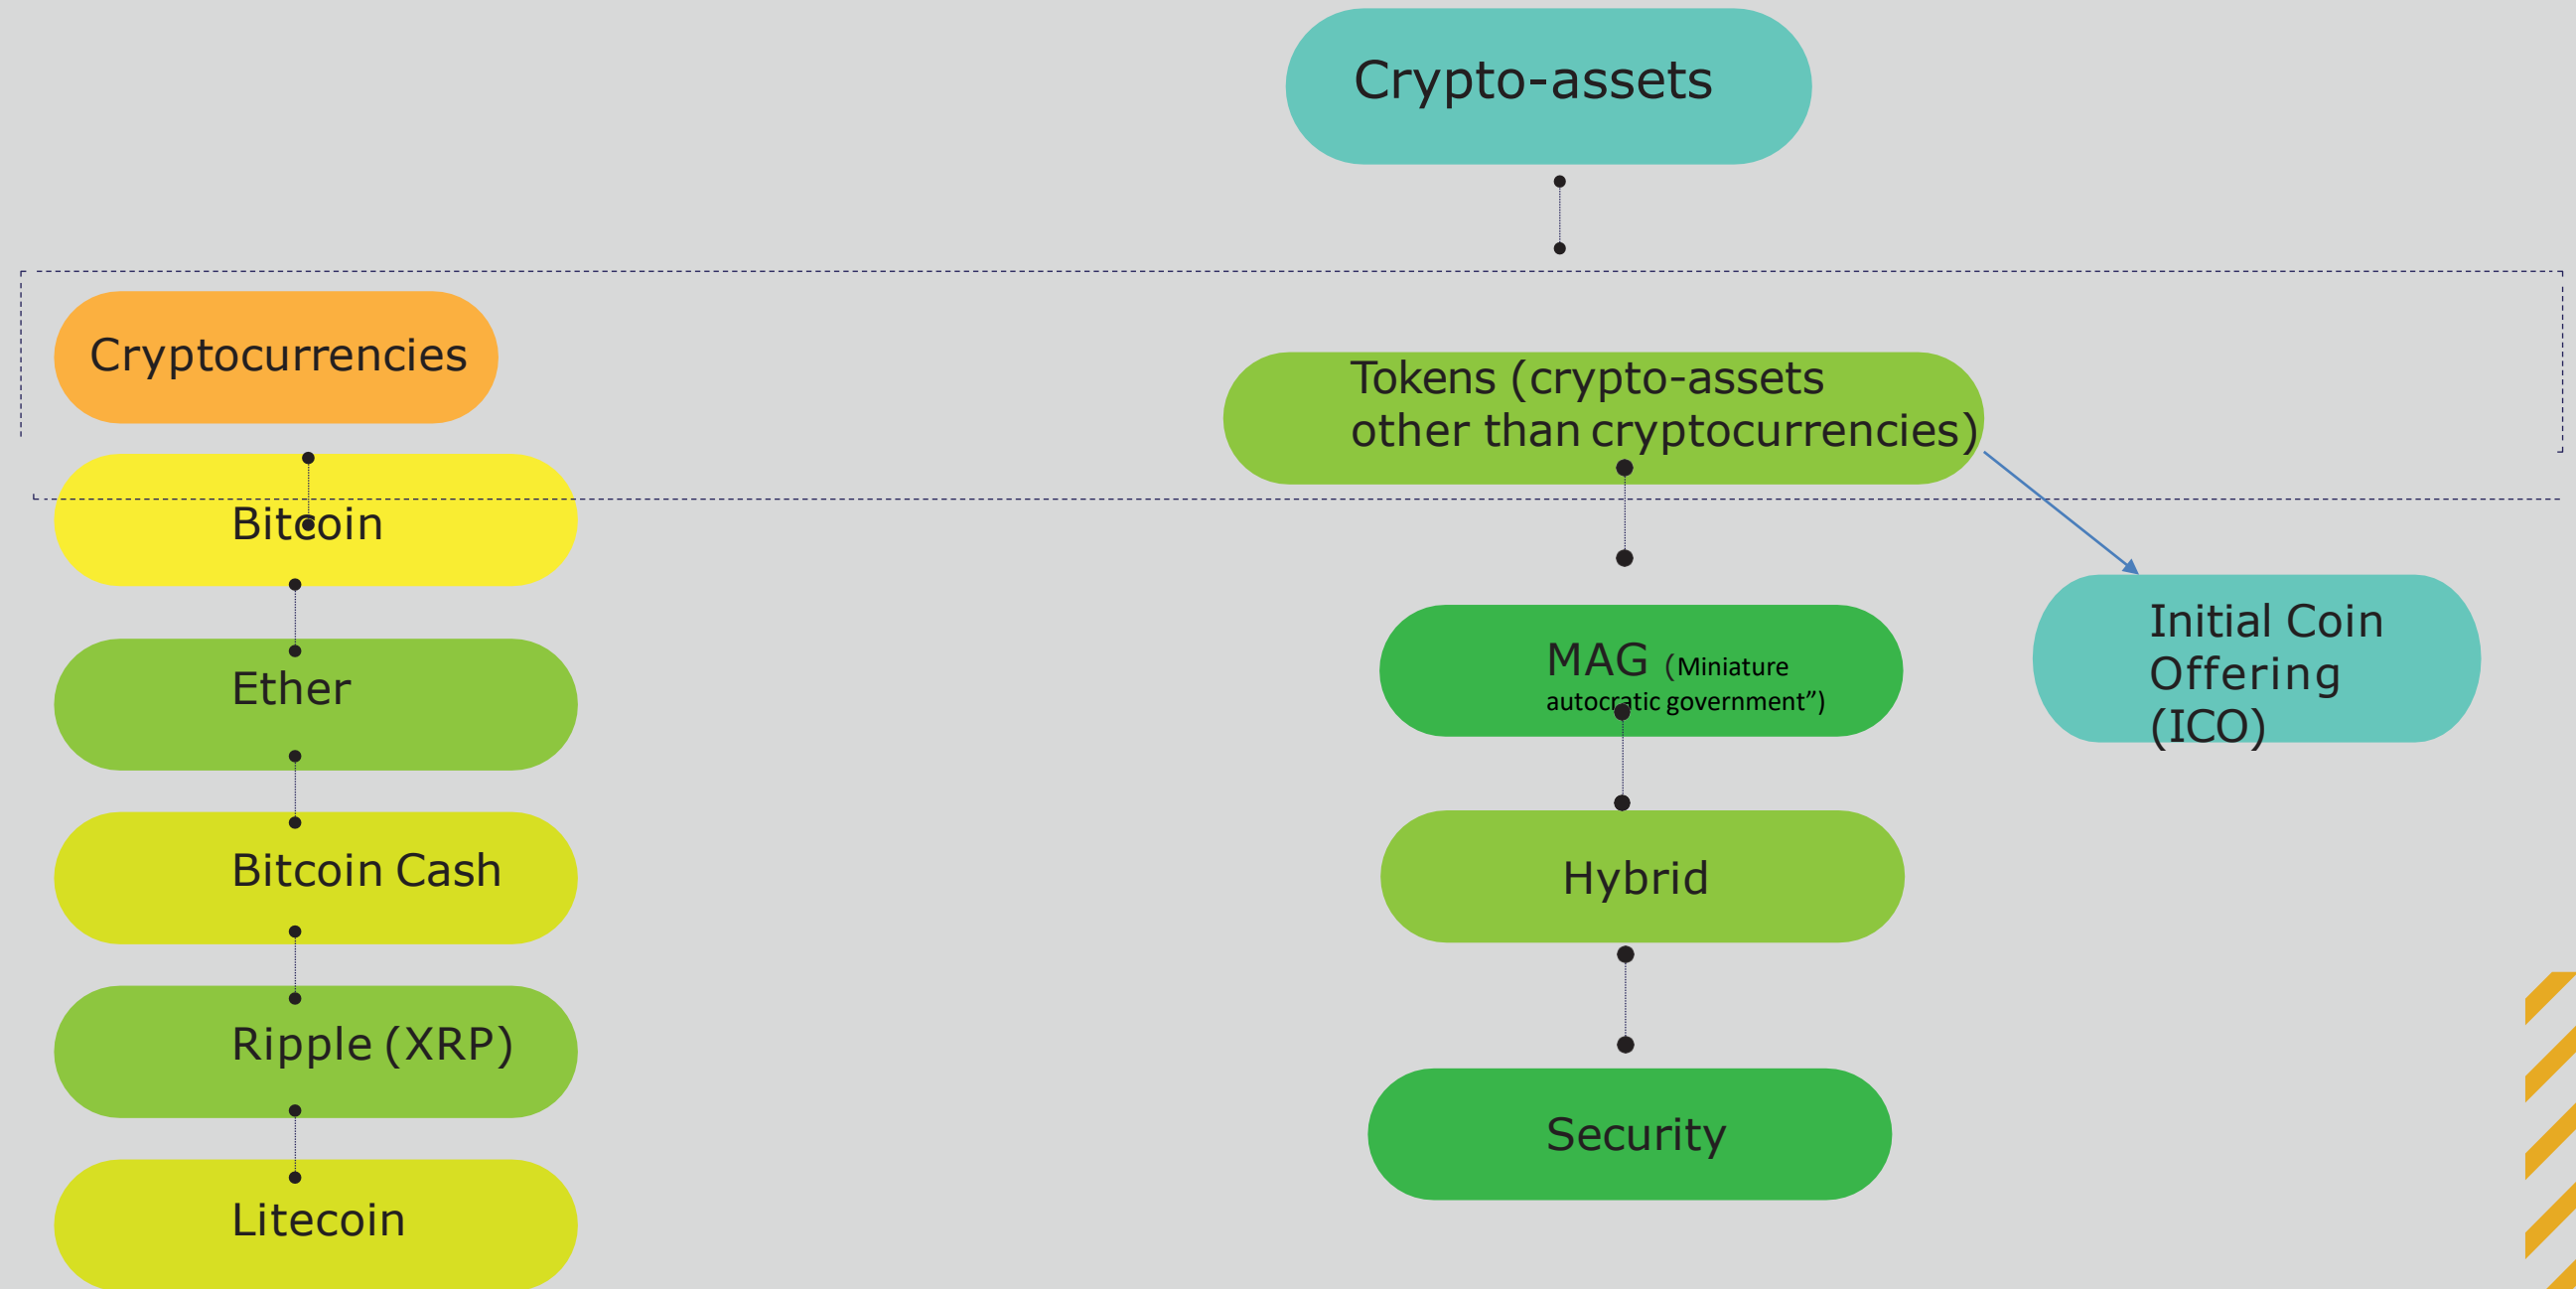 Crypto-assets
Cryptocurrencies
Tokens (crypto-assets
other than cryptocurrencies)
Bitcoin
Ether
Bitcoin Cash
Ripple (XRP)
Litecoin
MAG (Miniature
autocratic government”)
Hybrid
Security
Initial Coin
Offering
(ICO)